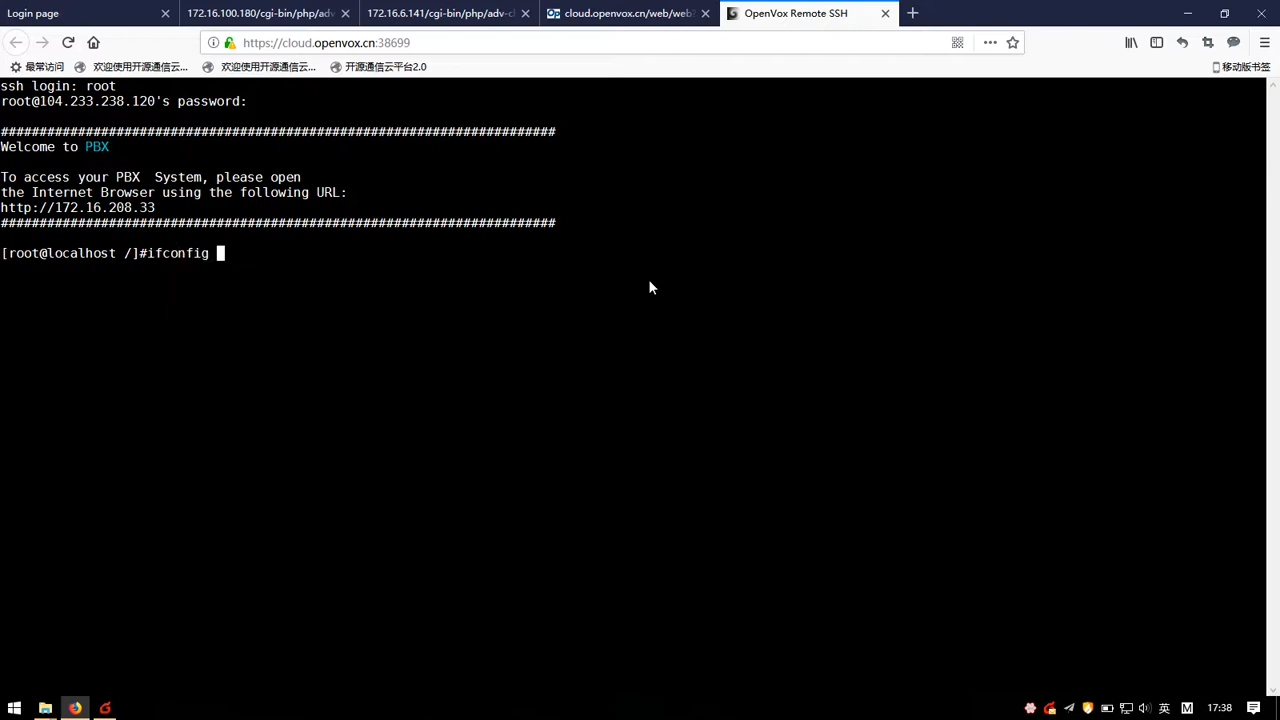 Login page
172.16.100.180/cgi-bin/php/adv
172.16.6.141/cgi-bin/php/adv-c
cloud.openvox.cn/web/web?
OpenVox Remote SSH
https://cloud.openvox.cn:38699
最常访问
欢迎使用开源通信云...
欢迎使用开源通信云...
开源通信云平台2.0
移动版书签
ssh login: root
root@104.233.238.120's password:
########################################################################
Welcome to PBX
To access your PBX  System, please open
the Internet Browser using the following URL:
http://172.16.208.33
########################################################################
[root@localhost /]#ifconfig
英
M
17:38